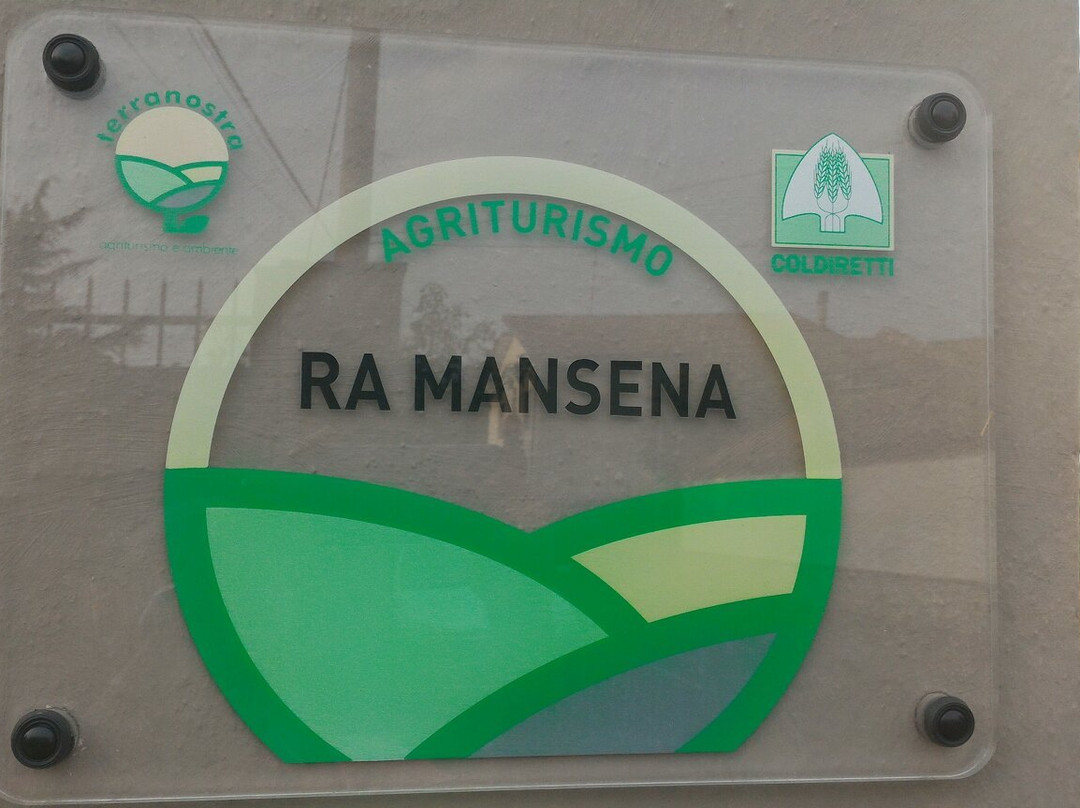 terranostra
agriturismo e ambiente
COLDIRETTI
AGRITURISMO
RA MANSENA